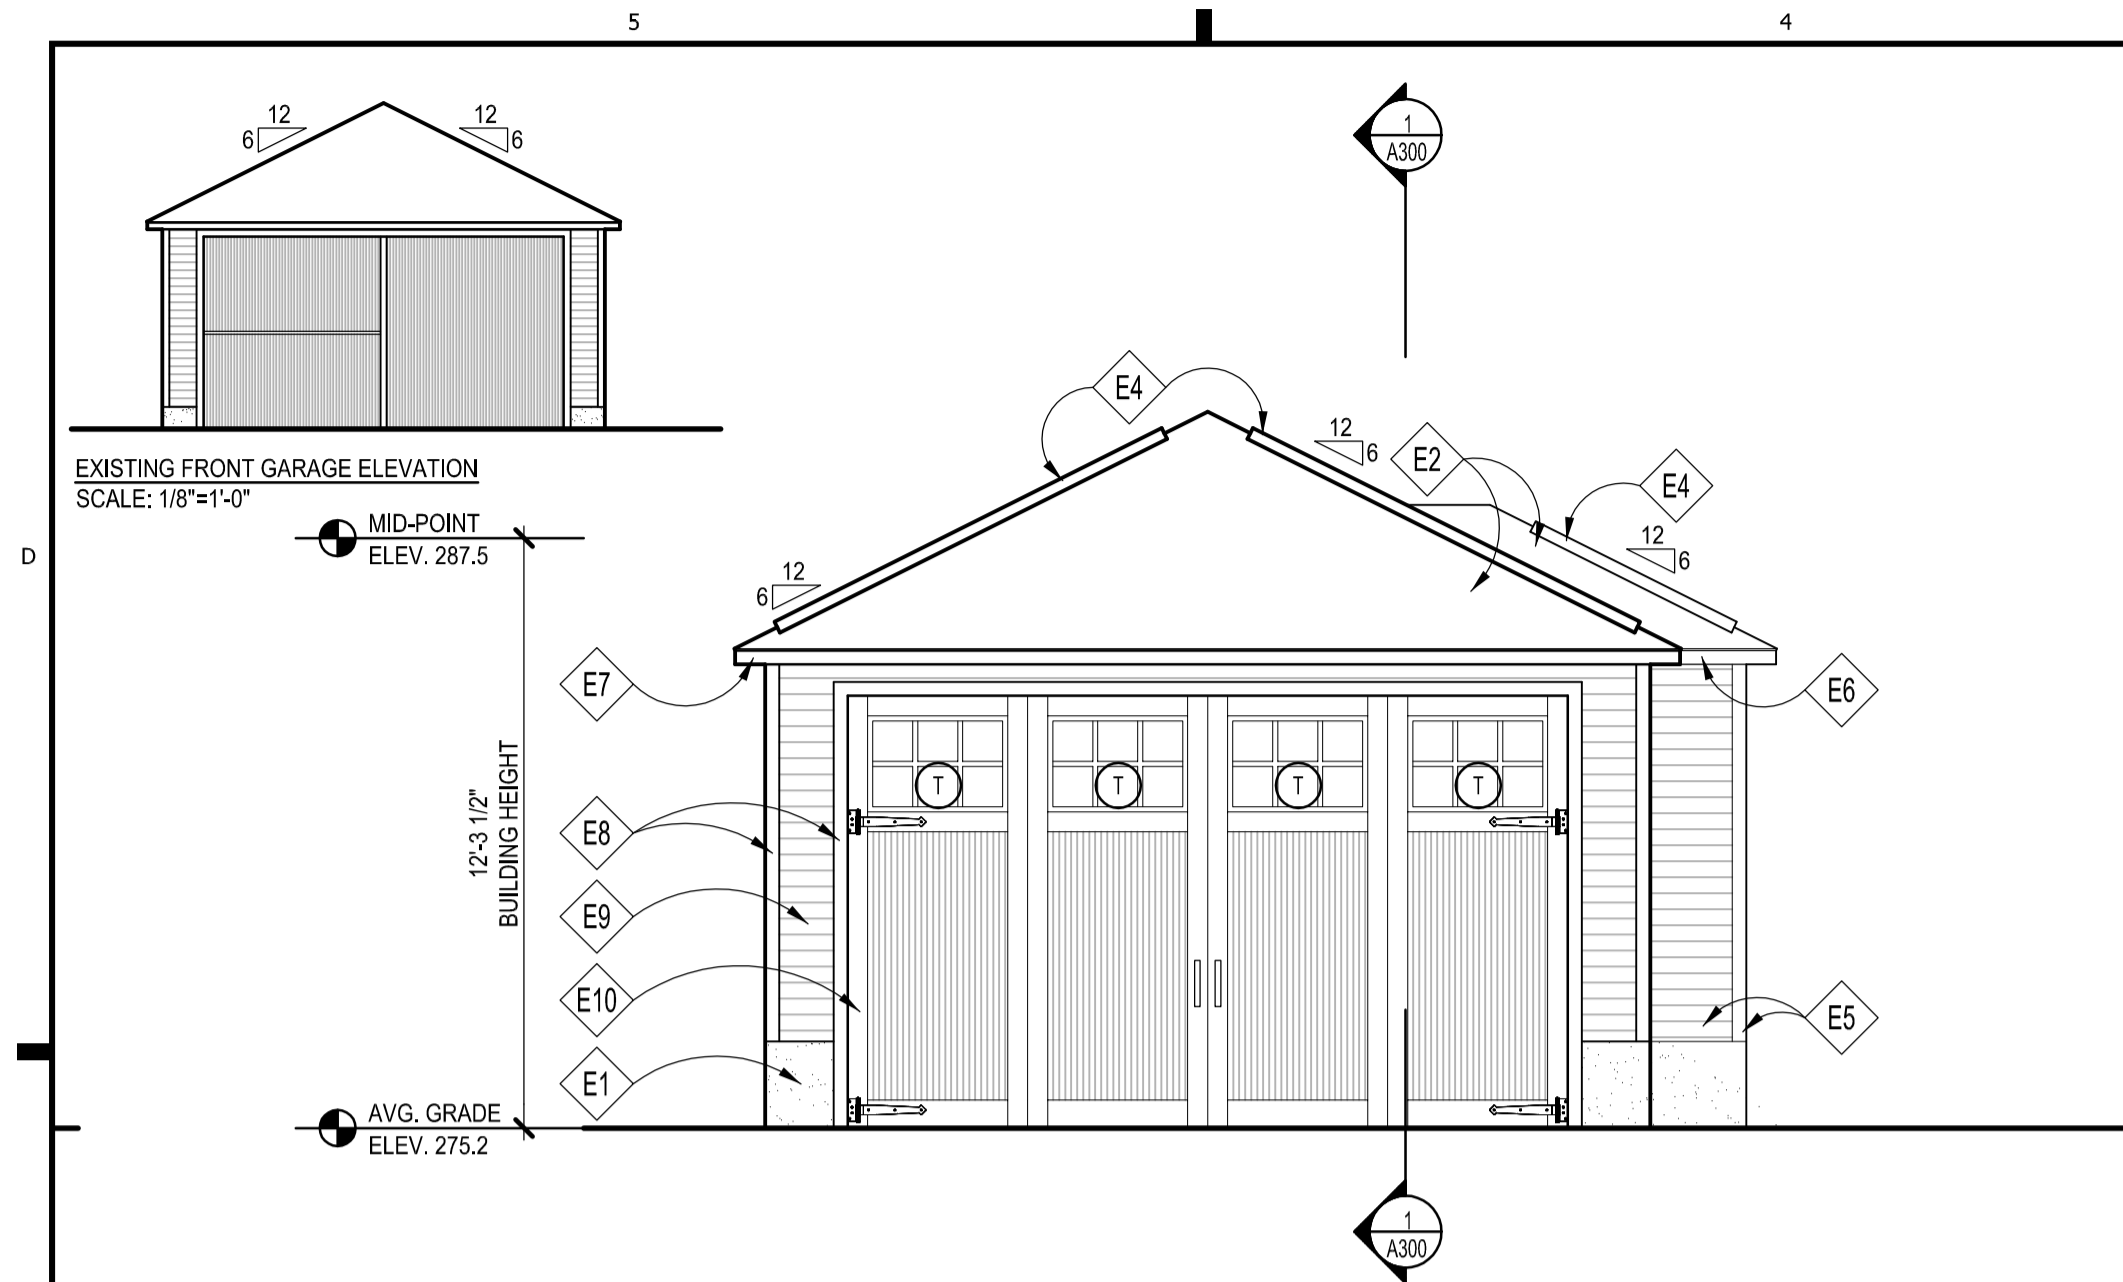 5
4
D
12
6
12
6
EXISTING FRONT GARAGE ELEVATION
SCALE: 1/8"=1'-0"
1
A300
MID-POINT
ELEV. 287.5
E4
12
6
E2
E4
12
6
12
6
E7
E6
12'-3 1/2"
BUILDING HEIGHT
T
T
T
T
E8
E9
E10
E5
E1
AVG. GRADE
ELEV. 275.2
1
A300